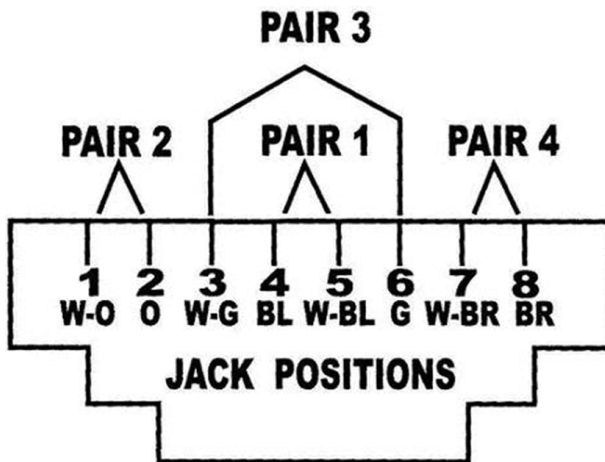 PAIR 3
PAIR 2 PAIR 1 PAIR 4
1 2 3 4 5 6 7 8
W-O O W-G BL W-BL G W-BR BR
JACK POSITIONS